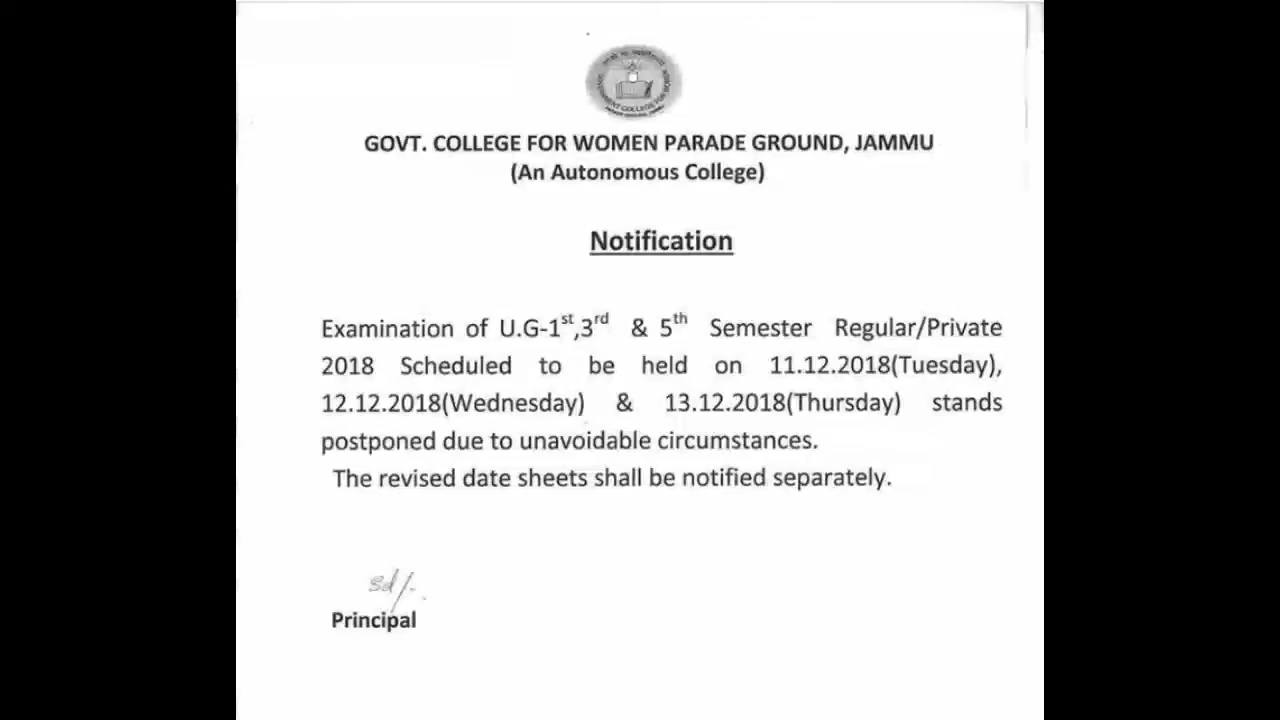 GOVT. COLLEGE FOR WOMEN PARADE GROUND, JAMMU
(An Autonomous College)
Notification
Examination of U.G-1st,3rd & 5th Semester Regular/Private
2018 Scheduled to be held on 11.12.2018(Tuesday),
12.12.2018(Wednesday) & 13.12.2018(Thursday) stands
postponed due to unavoidable circumstances.
The revised date sheets shall be notified separately.
Sd/-
Principal